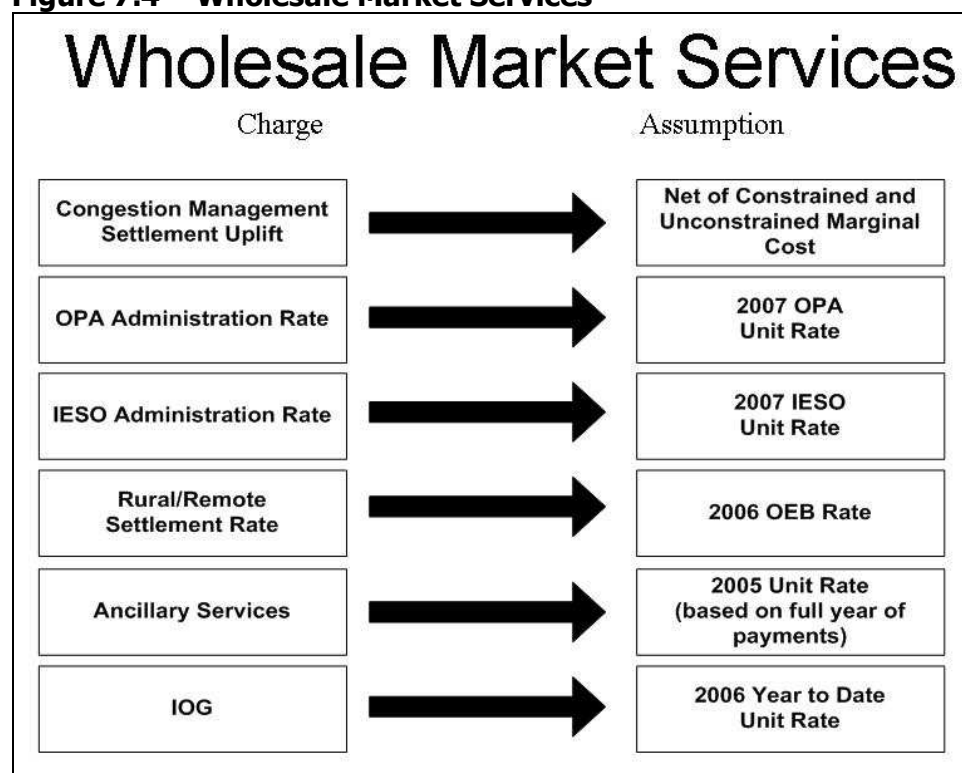 Figure 7.4 Wholesale Market Services
Wholesale Market Services
Charge Assumption
Congestion Management
Settlement Uplift
Net of Constrained and
Unconstrained Marginal
Cost
OPA Administration Rate
2007 OPA
Unit Rate
IESO Administration Rate
2007 IESO
Unit Rate
Rural/Remote
Settlement Rate
2006 OEB Rate
Ancillary Services
2005 Unit Rate
(based on full year of
payments)
IOG
2006 Year to Date
Unit Rate